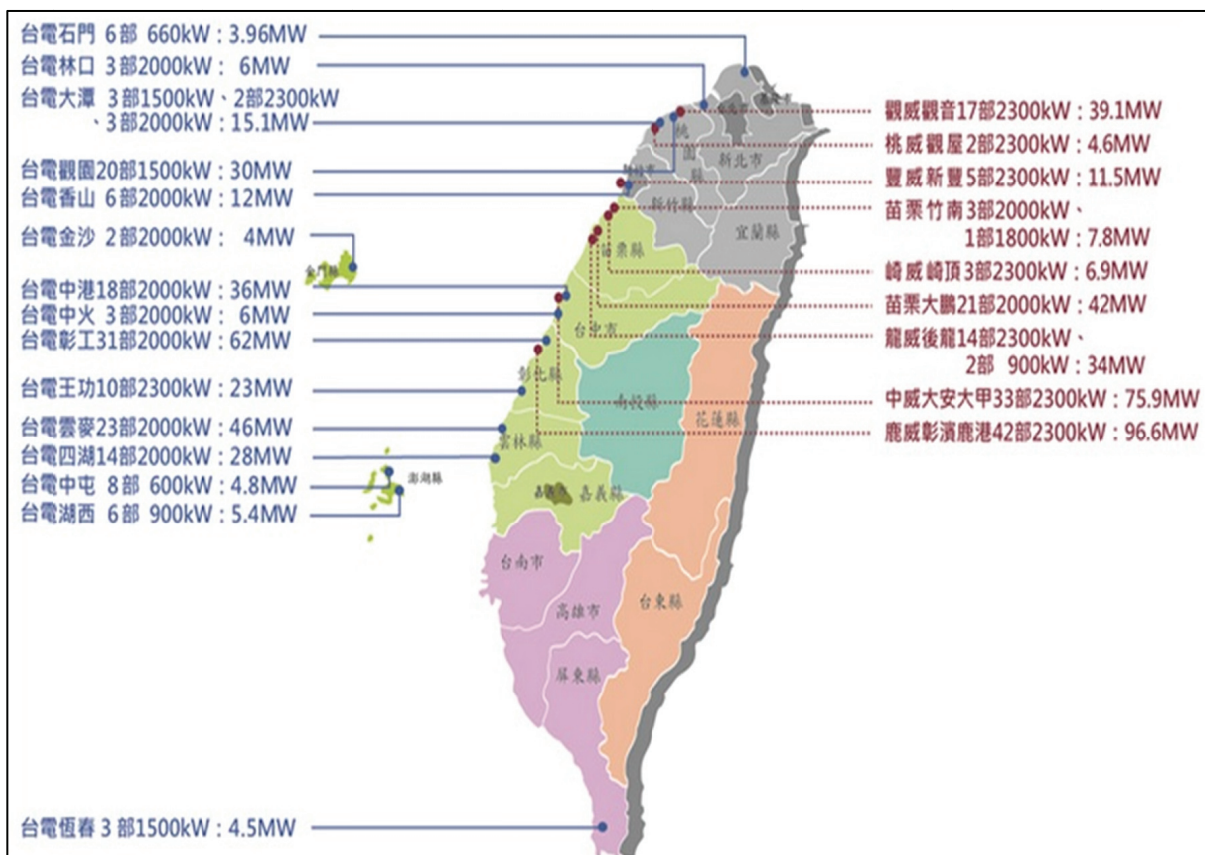 台電石門 6部 660kW：3.96MW
台電林口 3部2000kW： 6MW
台電大潭 3部1500kW、2部2300kW
、3部2000kW：15.1MW
台電觀園20部1500kW：30MW
台電香山 6部2000kW：12MW
台電金沙 2部2000kW： 4MW
台電中港18部2000kW：36MW
台電中火 3部2000kW： 6MW
台電彰工31部2000kW：62MW
台電王功10部2300kW：23MW
台電雲麥23部2000kW：46MW
台電四湖14部2000kW：28MW
台電中屯 8部 600kW：4.8MW
台電湖西 6部 900kW：5.4MW
台電恆春 3部1500kW：4.5MW
觀威觀音17部2300kW：39.1MW
桃威觀屋2部2300kW：4.6MW
豐威新豐5部2300kW：11.5MW
苗栗竹南3部2000kW、
1部1800kW：7.8MW
崎威崎頂3部2300kW：6.9MW
苗栗大鵬21部2000kW：42MW
龍威後龍14部2300kW、
2部 900kW：34MW
中威大安大甲33部2300kW：75.9MW
鹿威彰濱鹿港42部2300kW：96.6MW
桃園縣
新北市
新竹縣
宜蘭縣
苗栗縣
金門縣
台中市
彰化縣
南投縣
花蓮縣
雲林縣
澎湖縣
嘉義縣
台南市
高雄市
台東縣
屏東縣